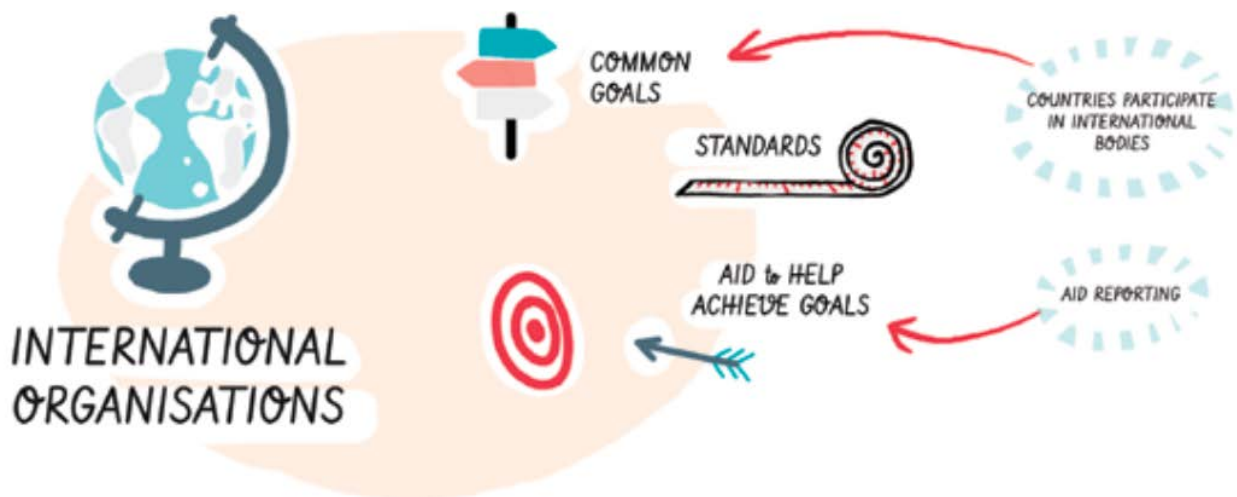 COMMON
GOALS
COUNTRIES PARTICIPATE
IN INTERNATIONAL
BODIES
STANDARDS
AID to HELP
ACHIEVE GOALS
AID REPORTING
INTERNATIONAL
ORGANISATIONS